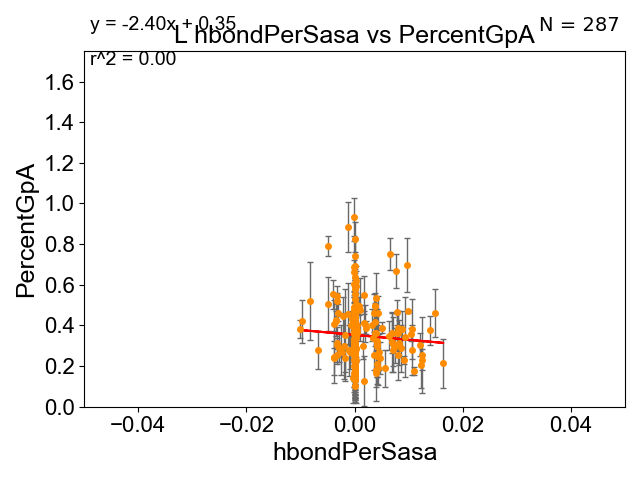 y = -2.40x + 0.35
N = 287
L hbondPerSasa vs PercentGpA
r^2 = 0.00
1.6
1.4
1.2
1.0
0.8
0.6
0.4
0.2
0.0
PercentGpA
−0.04 −0.02 0.00 0.02 0.04
hbondPerSasa